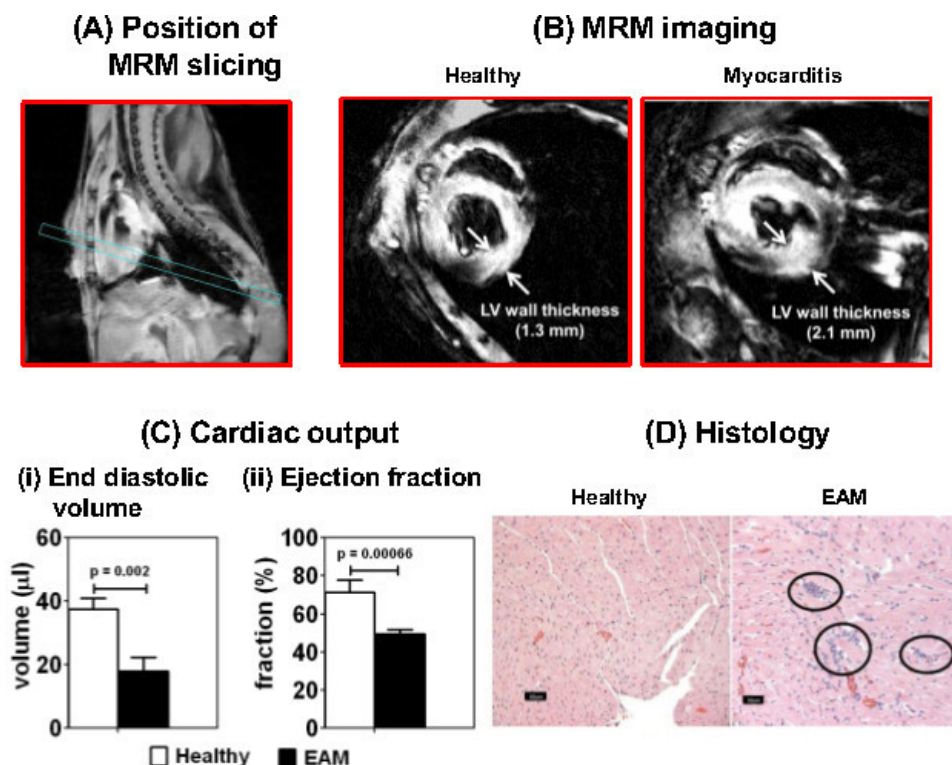 (A) Position of
MRM slicing
(B) MRM imaging
Healthy
Myocarditis
LV wall thickness
(1.3 mm)
LV wall thickness
(2.1 mm)
(C) Cardiac output
(i) End diastolic
volume
(ii) Ejection fraction
volume (µl)
60
40
20
0
p = 0.002
fraction (%)
100
80
60
40
20
0
p = 0.00066
Healthy
EAM
(D) Histology
Healthy
EAM